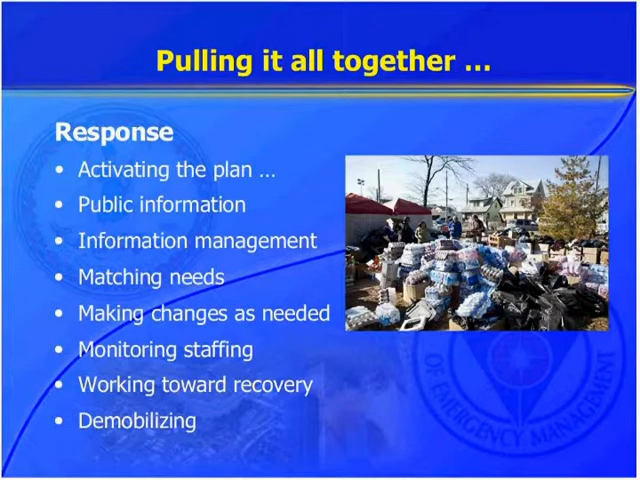 Pulling it all together ...
Response
• Activating the plan ...
• Public information
• Information management
• Matching needs
• Making changes as needed
• Monitoring staffing
• Working toward recovery
• Demobilizing
OF EMERGENCY MANAGEMENT